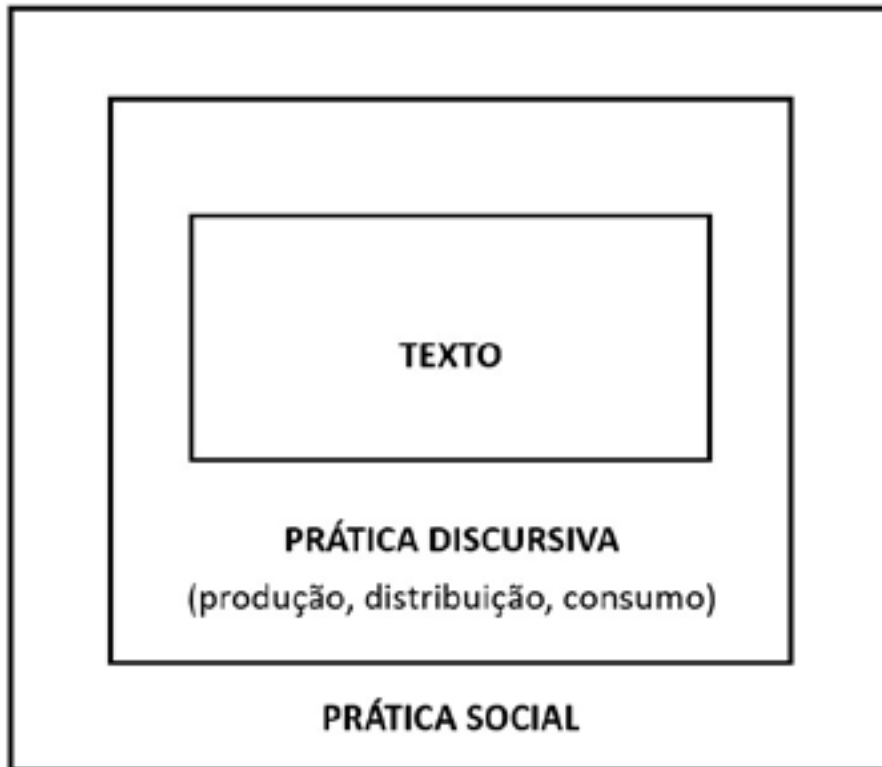 TEXTO
PRÁTICA DISCURSIVA
(produção, distribuição, consumo)
PRÁTICA SOCIAL